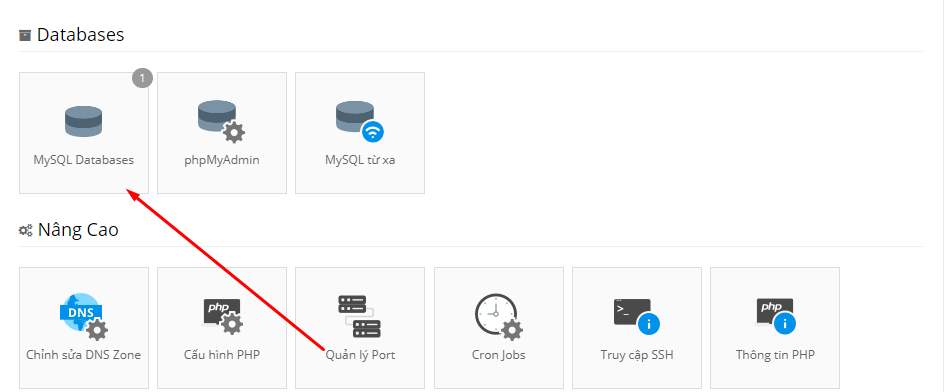 Databases
1
MySQL Databases
phpMyAdmin
MySQL từ xa
Nâng Cao
DNS
php
>_
i
php
i
Chỉnh sửa DNS Zone
Cấu hình PHP
Quản lý Port
Cron Jobs
Truy cập SSH
Thông tin PHP